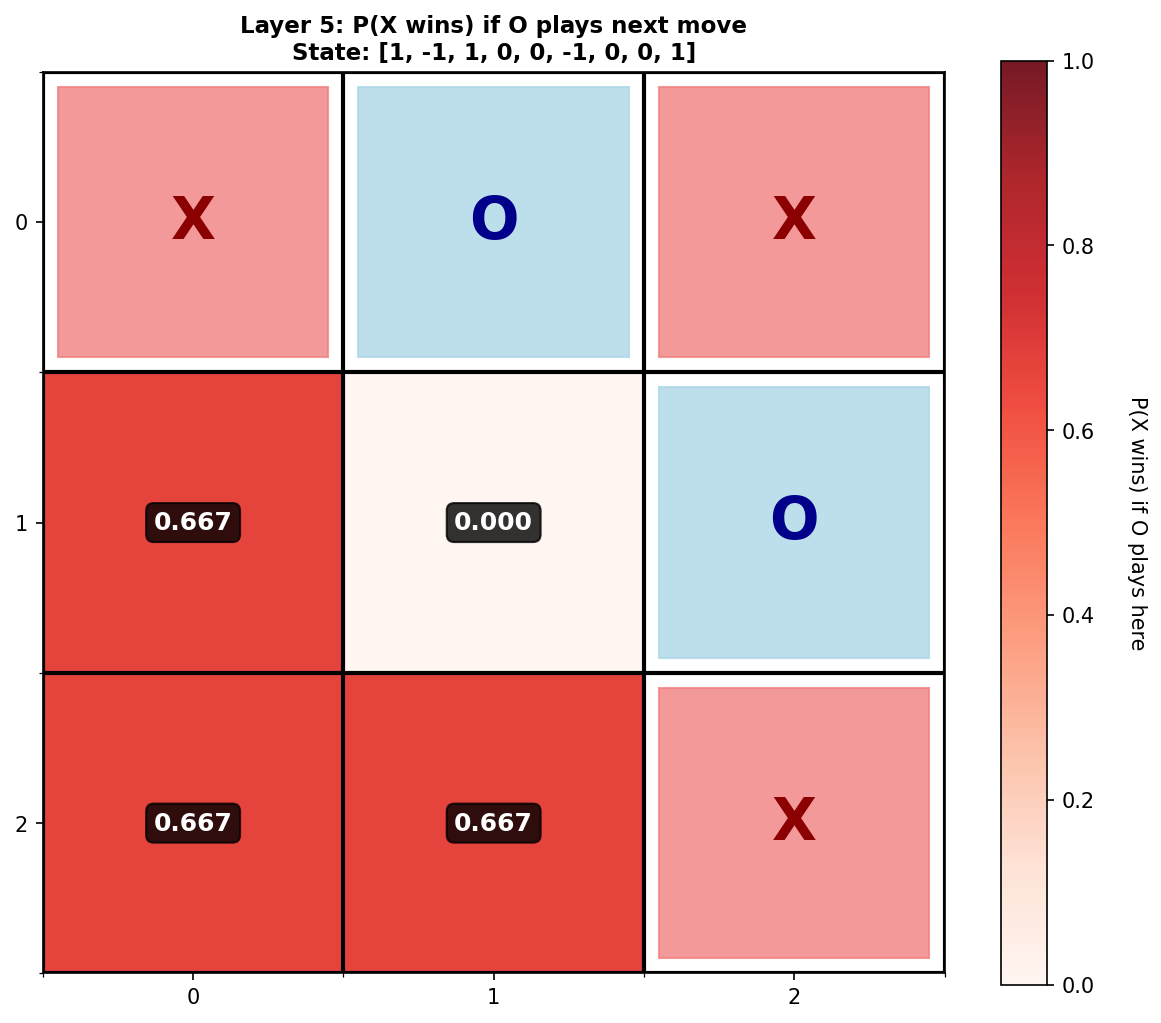 Layer 5: P(X wins) if O plays next move
State: [1, -1, 1, 0, 0, -1, 0, 0, 1]
X O X
0.667 0.000 O
0.667 0.667 X
0
1
2
0 1 2
1.0
0.8
0.6
0.4
0.2
0.0
P(X wins) if O plays here